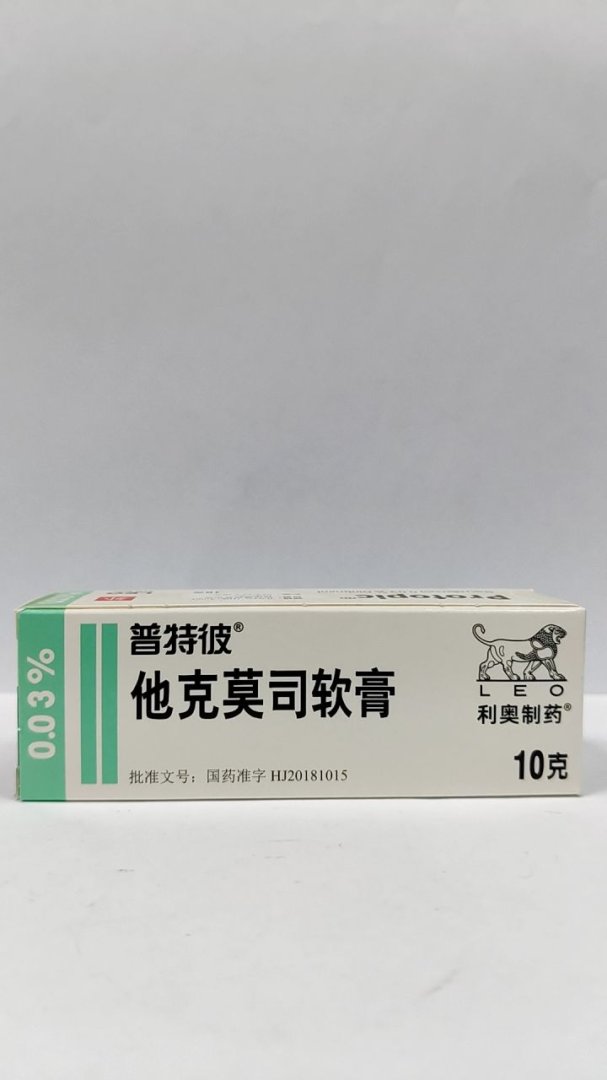 0.03%
普特彼®
他克莫司软膏
批准文号：国药准字 HJ20181015
LEO
利奥制药®
10克
Protopic